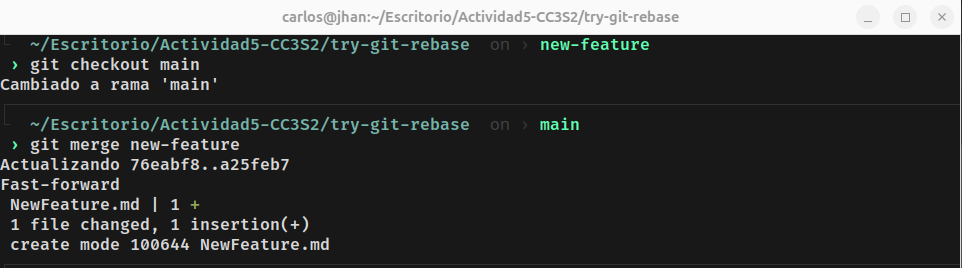 carlos@jhan:~/Escritorio/Actividad5-CC3S2/try-git-rebase
~/Escritorio/Actividad5-CC3S2/try-git-rebase on › new-feature
› git checkout main
Cambiado a rama 'main'
~/Escritorio/Actividad5-CC3S2/try-git-rebase on › main
› git merge new-feature
Actualizando 76eabf8..a25feb7
Fast-forward
NewFeature.md | 1 +
1 file changed, 1 insertion(+)
create mode 100644 NewFeature.md